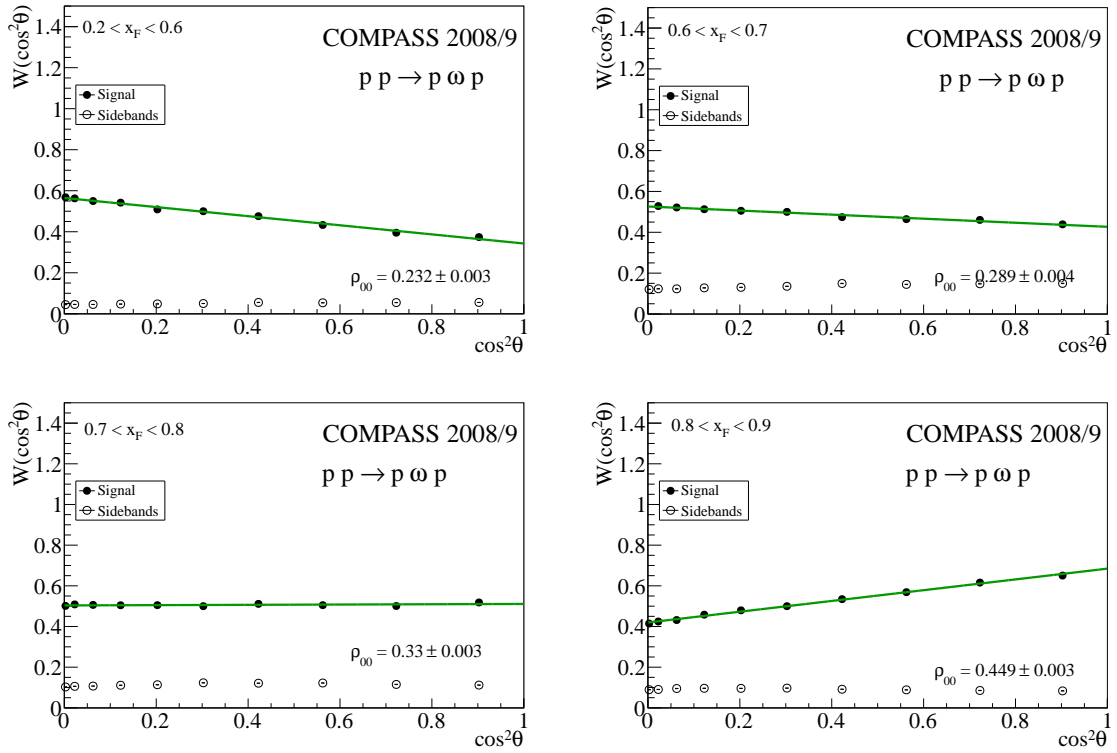 W(cos²θ)
0.2 < x_F < 0.6
COMPASS 2008/9
p p → p ω p
Signal
Sidebands
ρ₀₀ = 0.232 ± 0.003
1.4
1.2
1
0.8
0.6
0.4
0.2
0
0 0.2 0.4 0.6 0.8 1
cos²θ
W(cos²θ)
0.6 < x_F < 0.7
COMPASS 2008/9
p p → p ω p
Signal
Sidebands
ρ₀₀ = 0.289 ± 0.004
1.4
1.2
1
0.8
0.6
0.4
0.2
0
0 0.2 0.4 0.6 0.8 1
cos²θ
W(cos²θ)
0.7 < x_F < 0.8
COMPASS 2008/9
p p → p ω p
Signal
Sidebands
ρ₀₀ = 0.33 ± 0.003
1.4
1.2
1
0.8
0.6
0.4
0.2
0
0 0.2 0.4 0.6 0.8 1
cos²θ
W(cos²θ)
0.8 < x_F < 0.9
COMPASS 2008/9
p p → p ω p
Signal
Sidebands
ρ₀₀ = 0.449 ± 0.003
1.4
1.2
1
0.8
0.6
0.4
0.2
0
0 0.2 0.4 0.6 0.8 1
cos²θ